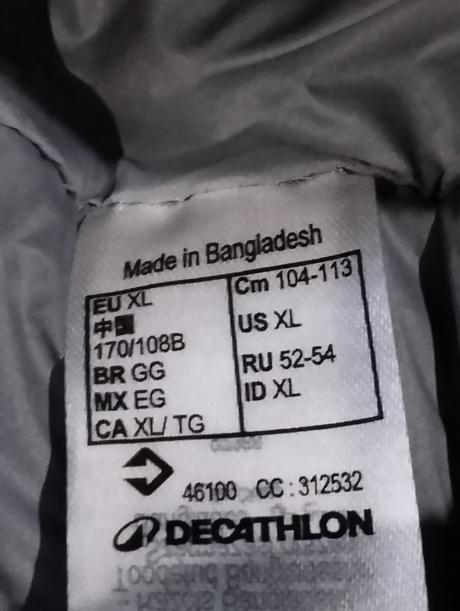 Made in Bangladesh
EU XL
中国
170/108B
BR GG
MX EG
CA XL/ TG
Cm 104-113
US XL
RU 52-54
ID XL
46100 CC : 312532
DECATHLON